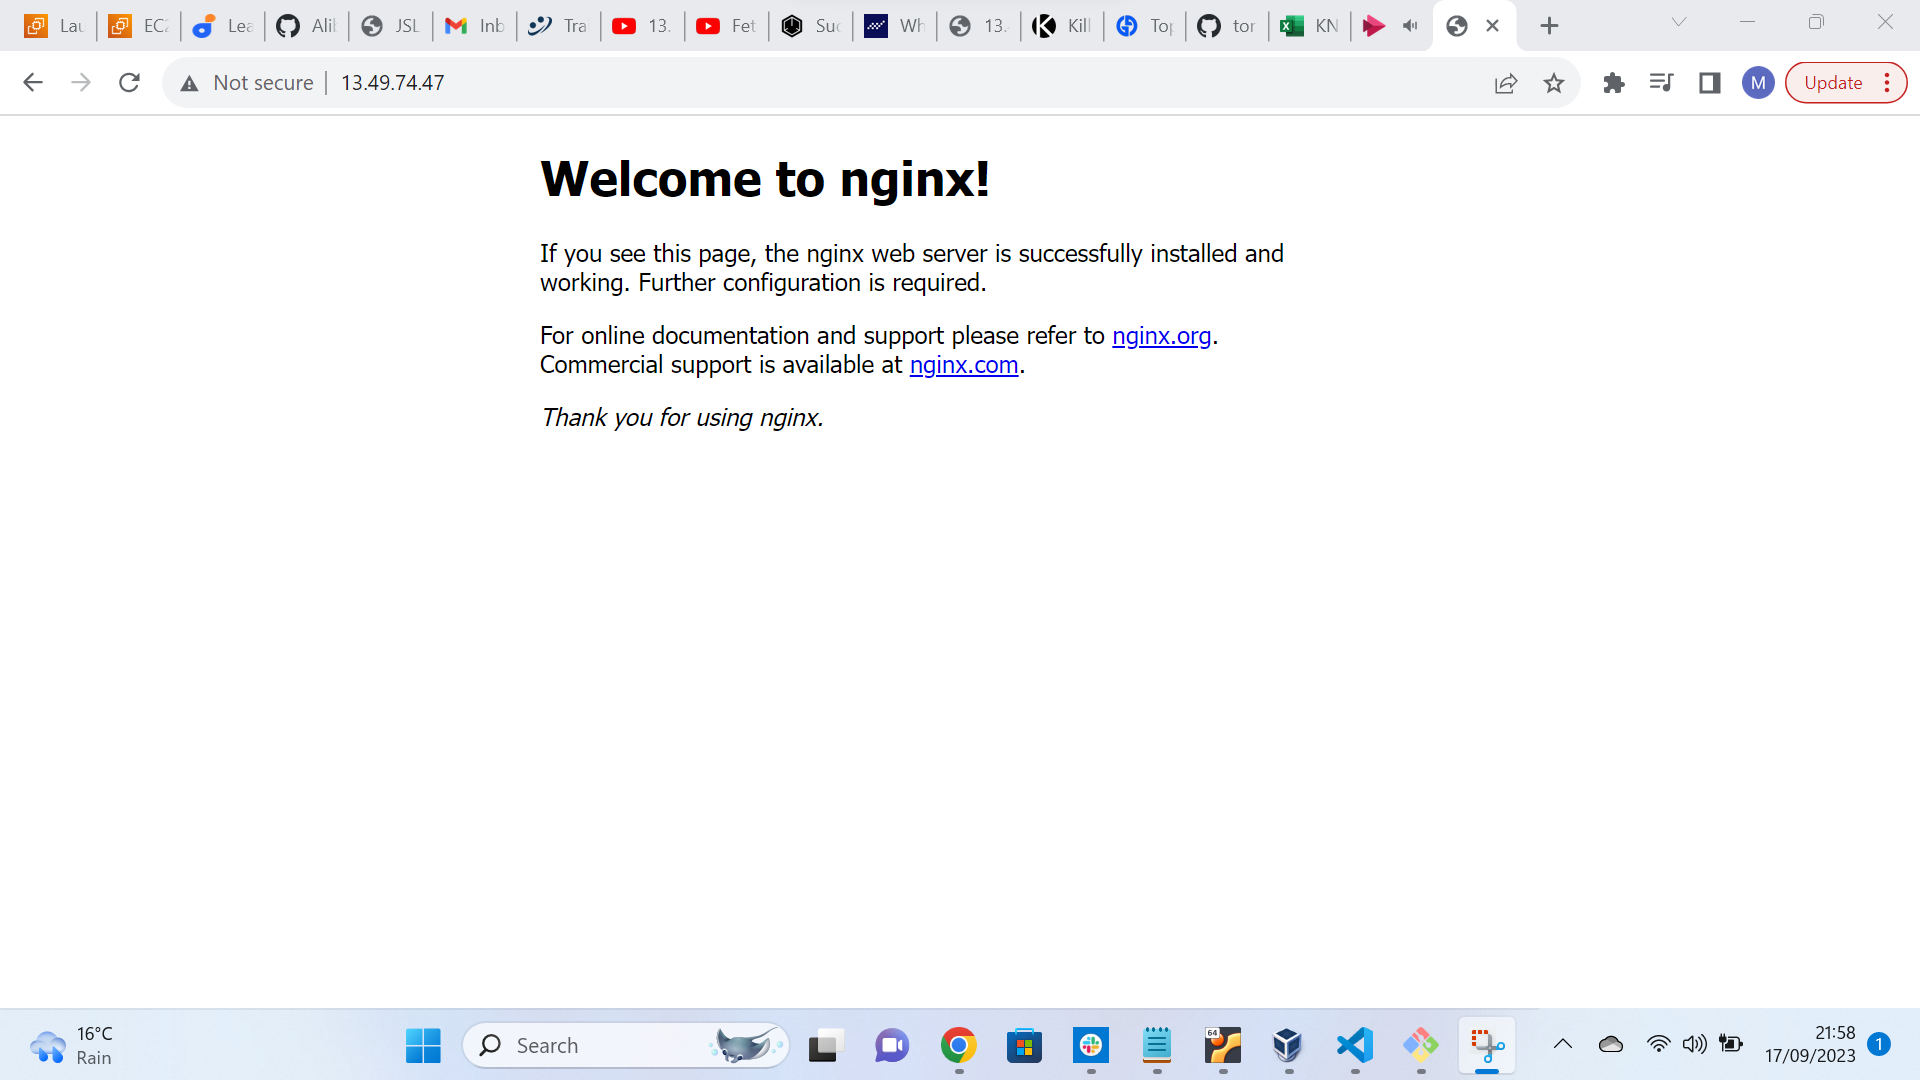 Lau
EC2
Lea
Alil
JSL
Inb
Tra
13.
Fet
Suc
Wh
13.
Kill
Top
tor
KN
Not secure
13.49.74.47
M
Update
Welcome to nginx!
If you see this page, the nginx web server is successfully installed and
working. Further configuration is required.
For online documentation and support please refer to nginx.org.
Commercial support is available at nginx.com.
Thank you for using nginx.
16°C
Rain
Search
64
21:58
17/09/2023
1